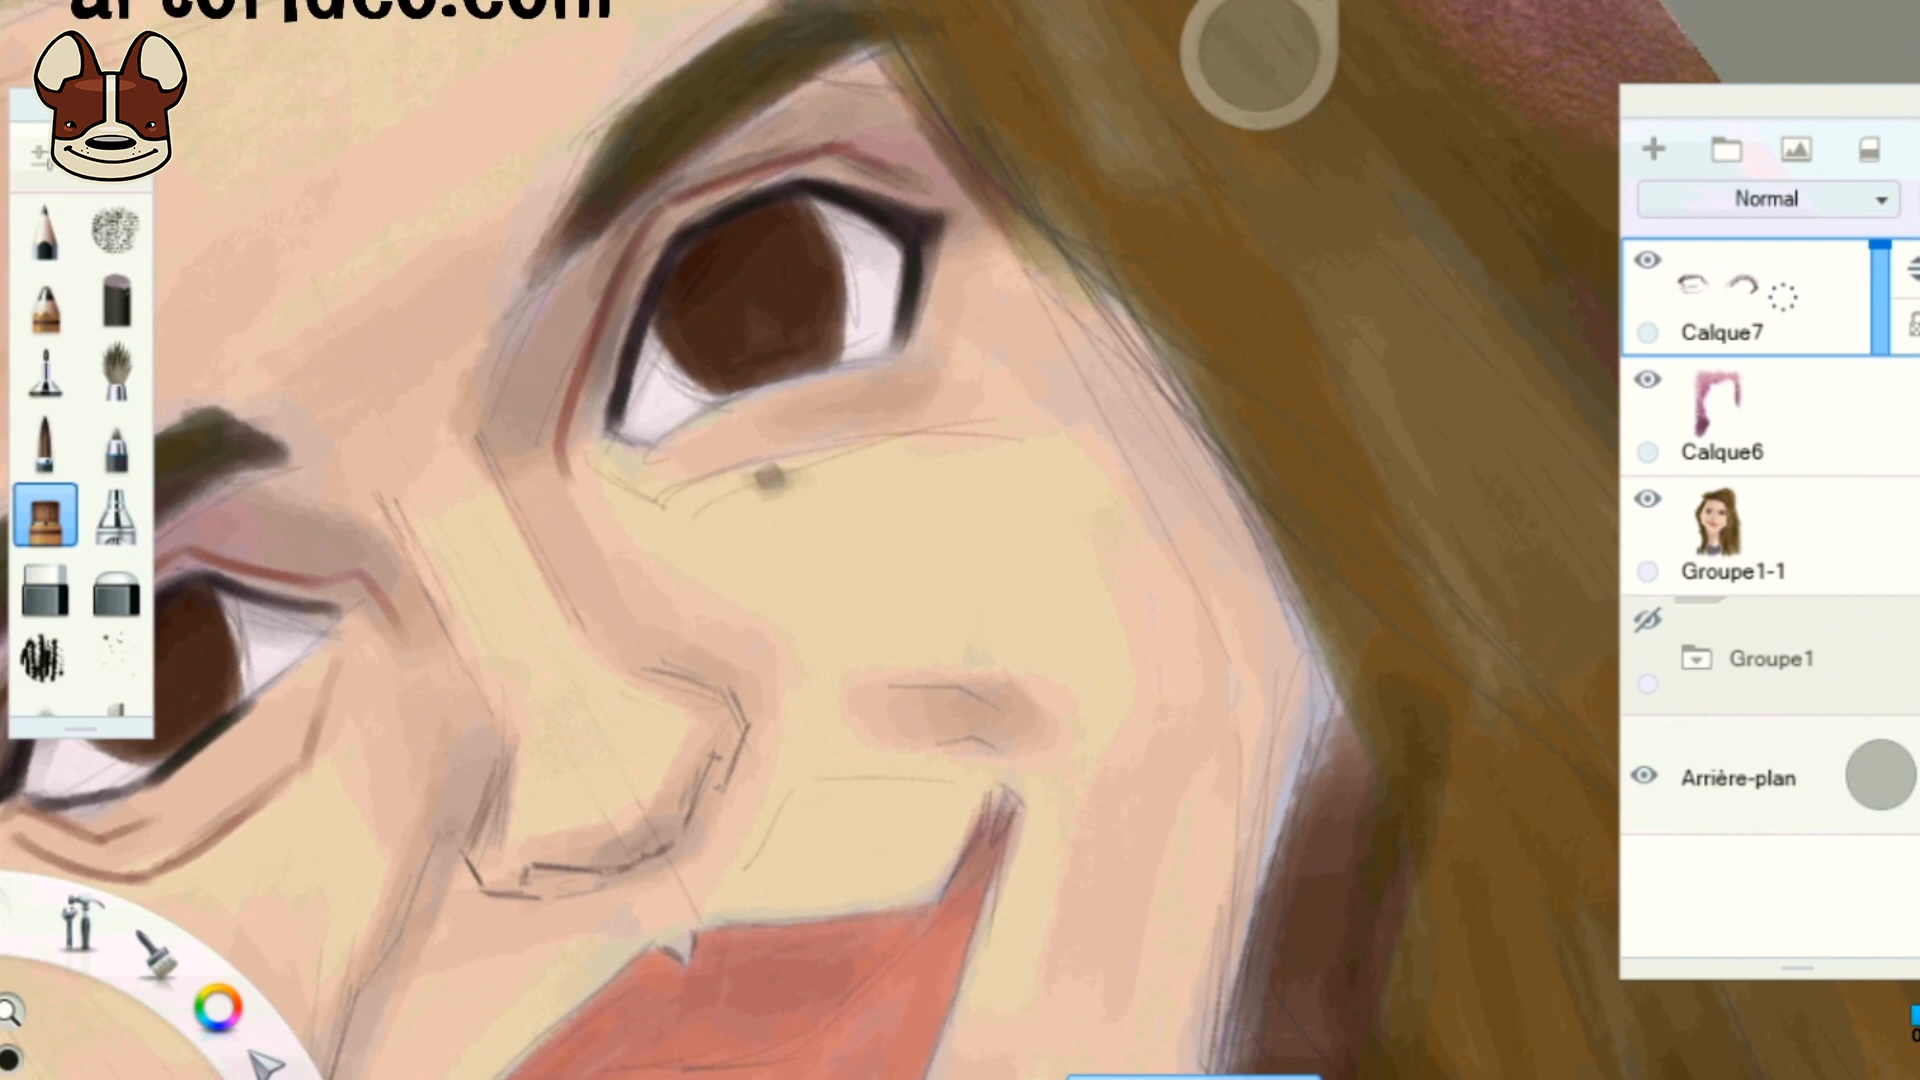 Normal
Calque7
Calque6
Groupe1-1
Groupe1
Arrière-plan